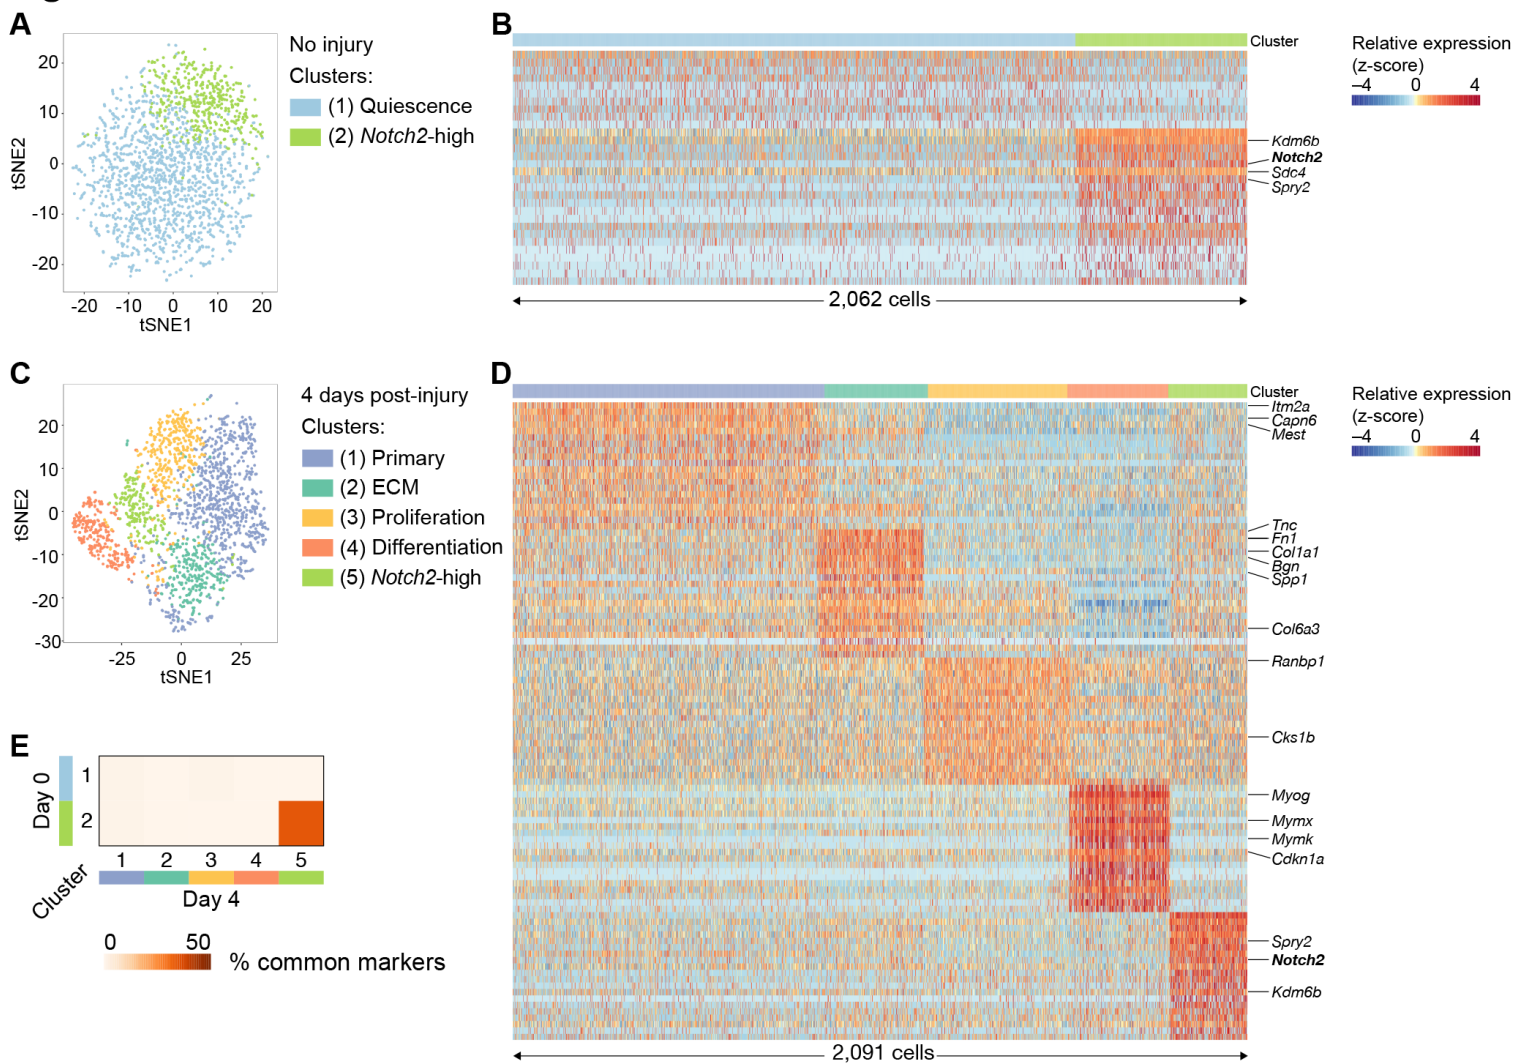 A
20
10
0
-10
-20
tSNE2
-20 -10 0 10 20
tSNE1
No injury
Clusters:
(1) Quiescence
(2) Notch2-high
B
Cluster
Kdm6b
Notch2
Sdc4
Spry2
2,062 cells
Relative expression
(z-score)
–4 0 4
C
20
10
0
-10
-20
-30
tSNE2
-25 0 25
tSNE1
4 days post-injury
Clusters:
(1) Primary
(2) ECM
(3) Proliferation
(4) Differentiation
(5) Notch2-high
D
Cluster
Itm2a
Capn6
Mest
Tnc
Fn1
Col1a1
Bgn
Spp1
Col6a3
Ranbp1
Cks1b
Myog
Mymx
Mymk
Cdkn1a
Spry2
Notch2
Kdm6b
2,091 cells
Relative expression
(z-score)
–4 0 4
E
Day 0
1
2
1 2 3 4 5
Cluster
Day 4
0 50
% common markers